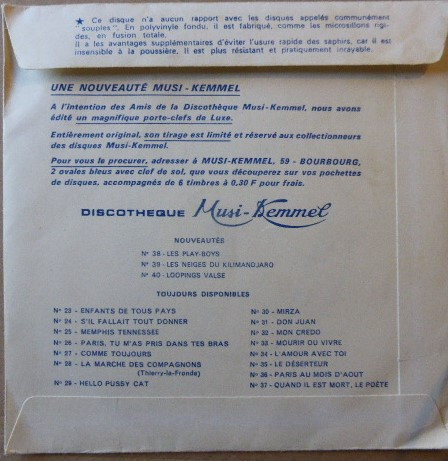 ★ Ce disque n'a aucun rapport avec les disques appelés communément
"souples". En polyvinyle fondu, il est fabriqué, comme les microsillons rigi-
des, en fusion totale.
Il a les avantages supplémentaires d'éviter l'usure rapide des saphirs, car il est
insensible à la poussière. Il est plus résistant et pratiquement inrayable.
UNE NOUVEAUTÉ MUSI-KEMMEL
A l'intention des Amis de la Discothèque Musi-Kemmel, nous avons
édité un magnifique porte-clefs de Luxe.
Entièrement original, son tirage est limité et réservé aux collectionneurs
des disques Musi-Kemmel.
Pour vous le procurer, adresser à MUSI-KEMMEL, 59 - BOURBOURG,
2 ovales bleus avec clef de sol, que vous découperez sur vos pochettes
de disques, accompagnés de 6 timbres à 0,30 F pour frais.
DISCOTHEQUE Musi-Kemmel
NOUVEAUTÉS
N° 38 - LES PLAY-BOYS
N° 39 - LES NEIGES DU KILIMANDJARO
N° 40 - LOOPINGS VALSE
TOUJOURS DISPONIBLES
N° 23 - ENFANTS DE TOUS PAYS
N° 24 - S'IL FALLAIT TOUT DONNER
N° 25 - MEMPHIS TENNESSEE
N° 26 - PARIS, TU M'AS PRIS DANS TES BRAS
N° 27 - COMME TOUJOURS
N° 28 - LA MARCHE DES COMPAGNONS
(Thierry-la-Fronde)
N° 29 - HELLO PUSSY CAT
N° 30 - MIRZA
N° 31 - DON JUAN
N° 32 - MON CREDO
N° 33 - MOURIR OU VIVRE
N° 34 - L'AMOUR AVEC TOI
N° 35 - LE DÉSERTEUR
N° 36 - PARIS AU MOIS D'AOUT
N° 37 - QUAND IL EST MORT, LE POÈTE